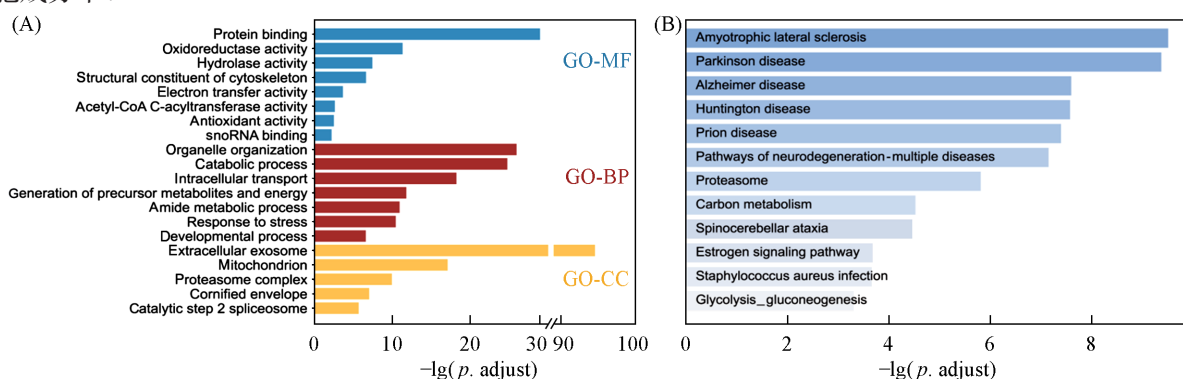 (A)
Protein binding
Oxidoreductase activity
Hydrolase activity
Structural constituent of cytoskeleton
Electron transfer activity
Acetyl-CoA C-acyltransferase activity
Antioxidant activity
snoRNA binding
Organelle organization
Catabolic process
Intracellular transport
Generation of precursor metabolites and energy
Amide metabolic process
Response to stress
Developmental process
Extracellular exosome
Mitochondrion
Proteasome complex
Cornified envelope
Catalytic step 2 spliceosome
GO-MF
GO-BP
GO-CC
0 10 20 30 90 100
−lg(p. adjust)
(B)
Amyotrophic lateral sclerosis
Parkinson disease
Alzheimer disease
Huntington disease
Prion disease
Pathways of neurodegeneration-multiple diseases
Proteasome
Carbon metabolism
Spinocerebellar ataxia
Estrogen signaling pathway
Staphylococcus aureus infection
Glycolysis_gluconeogenesis
0 2 4 6 8
−lg(p. adjust)